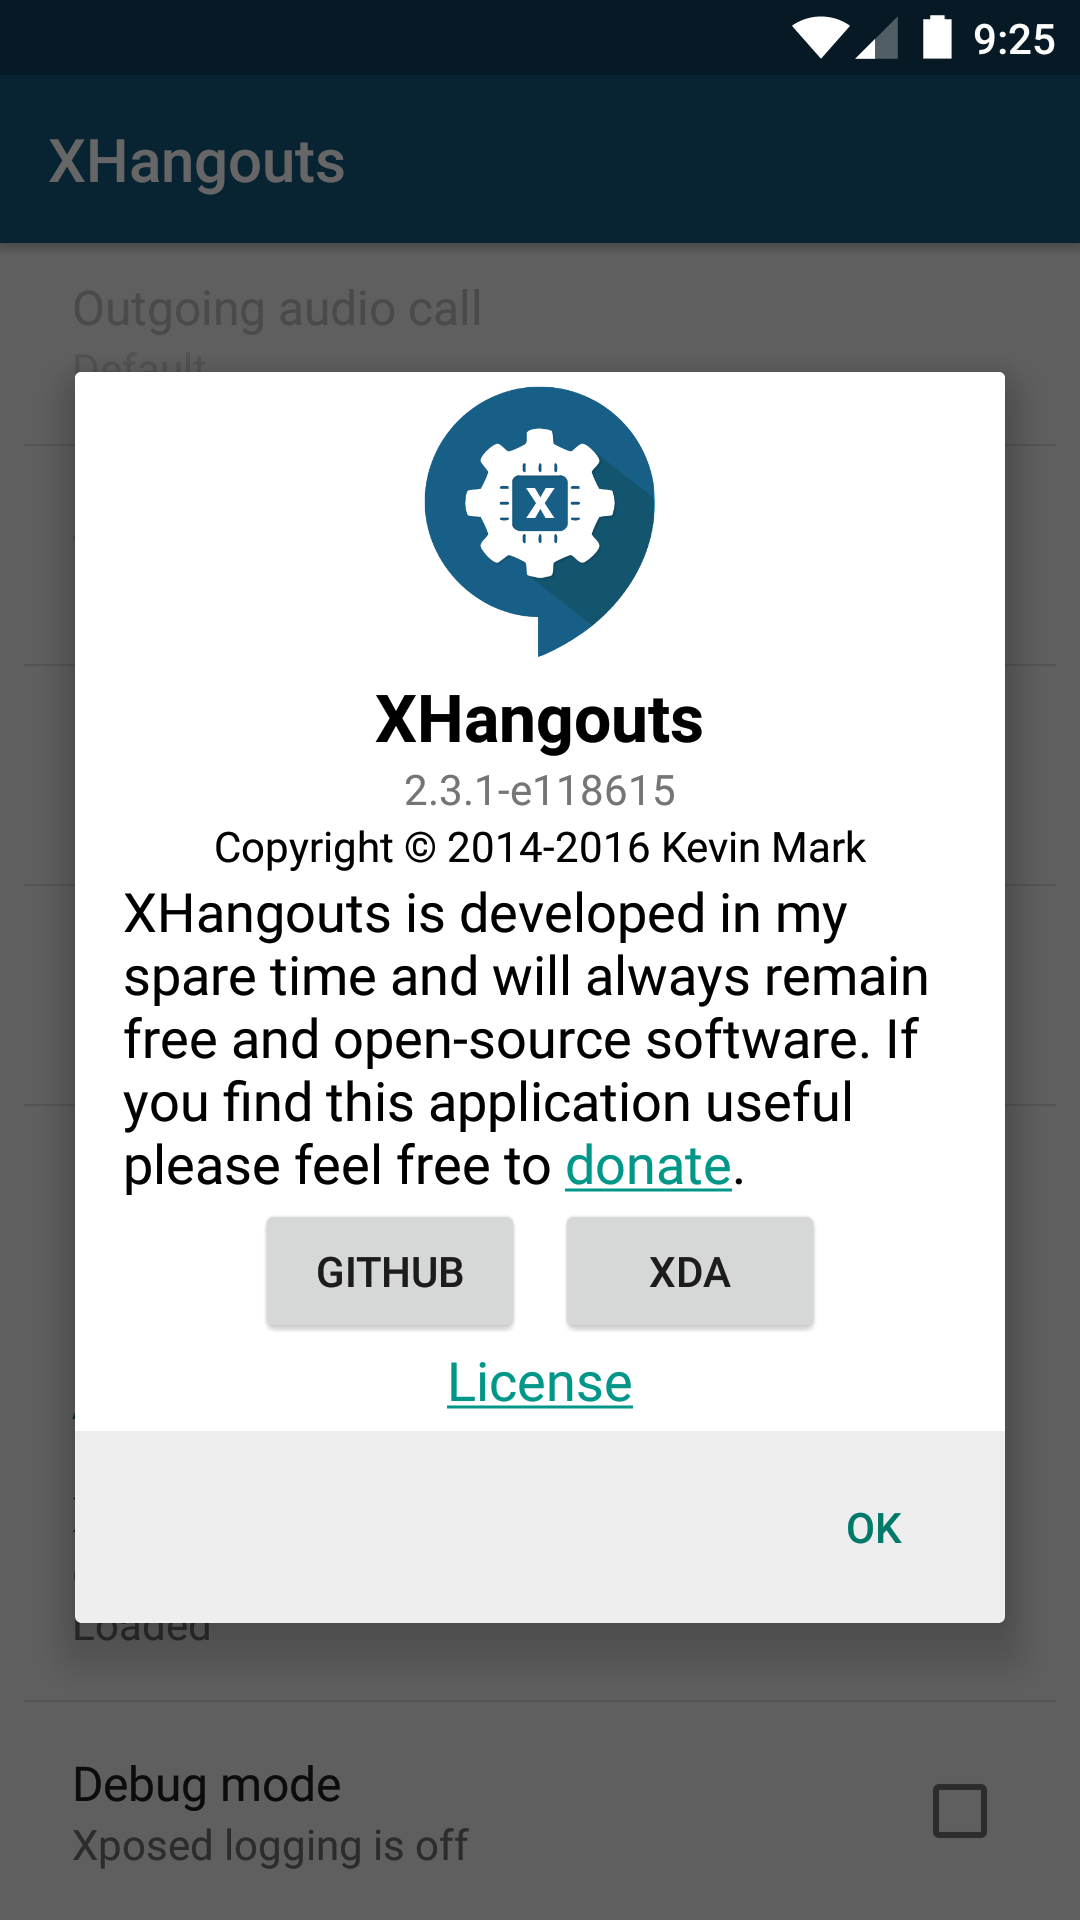 9:25
XHangouts
Outgoing audio call
Default
X
XHangouts
2.3.1-e118615
Copyright © 2014-2016 Kevin Mark
XHangouts is developed in my
spare time and will always remain
free and open-source software. If
you find this application useful
please feel free to donate.
GITHUB XDA
License
OK
Loaded
Debug mode
Xposed logging is off